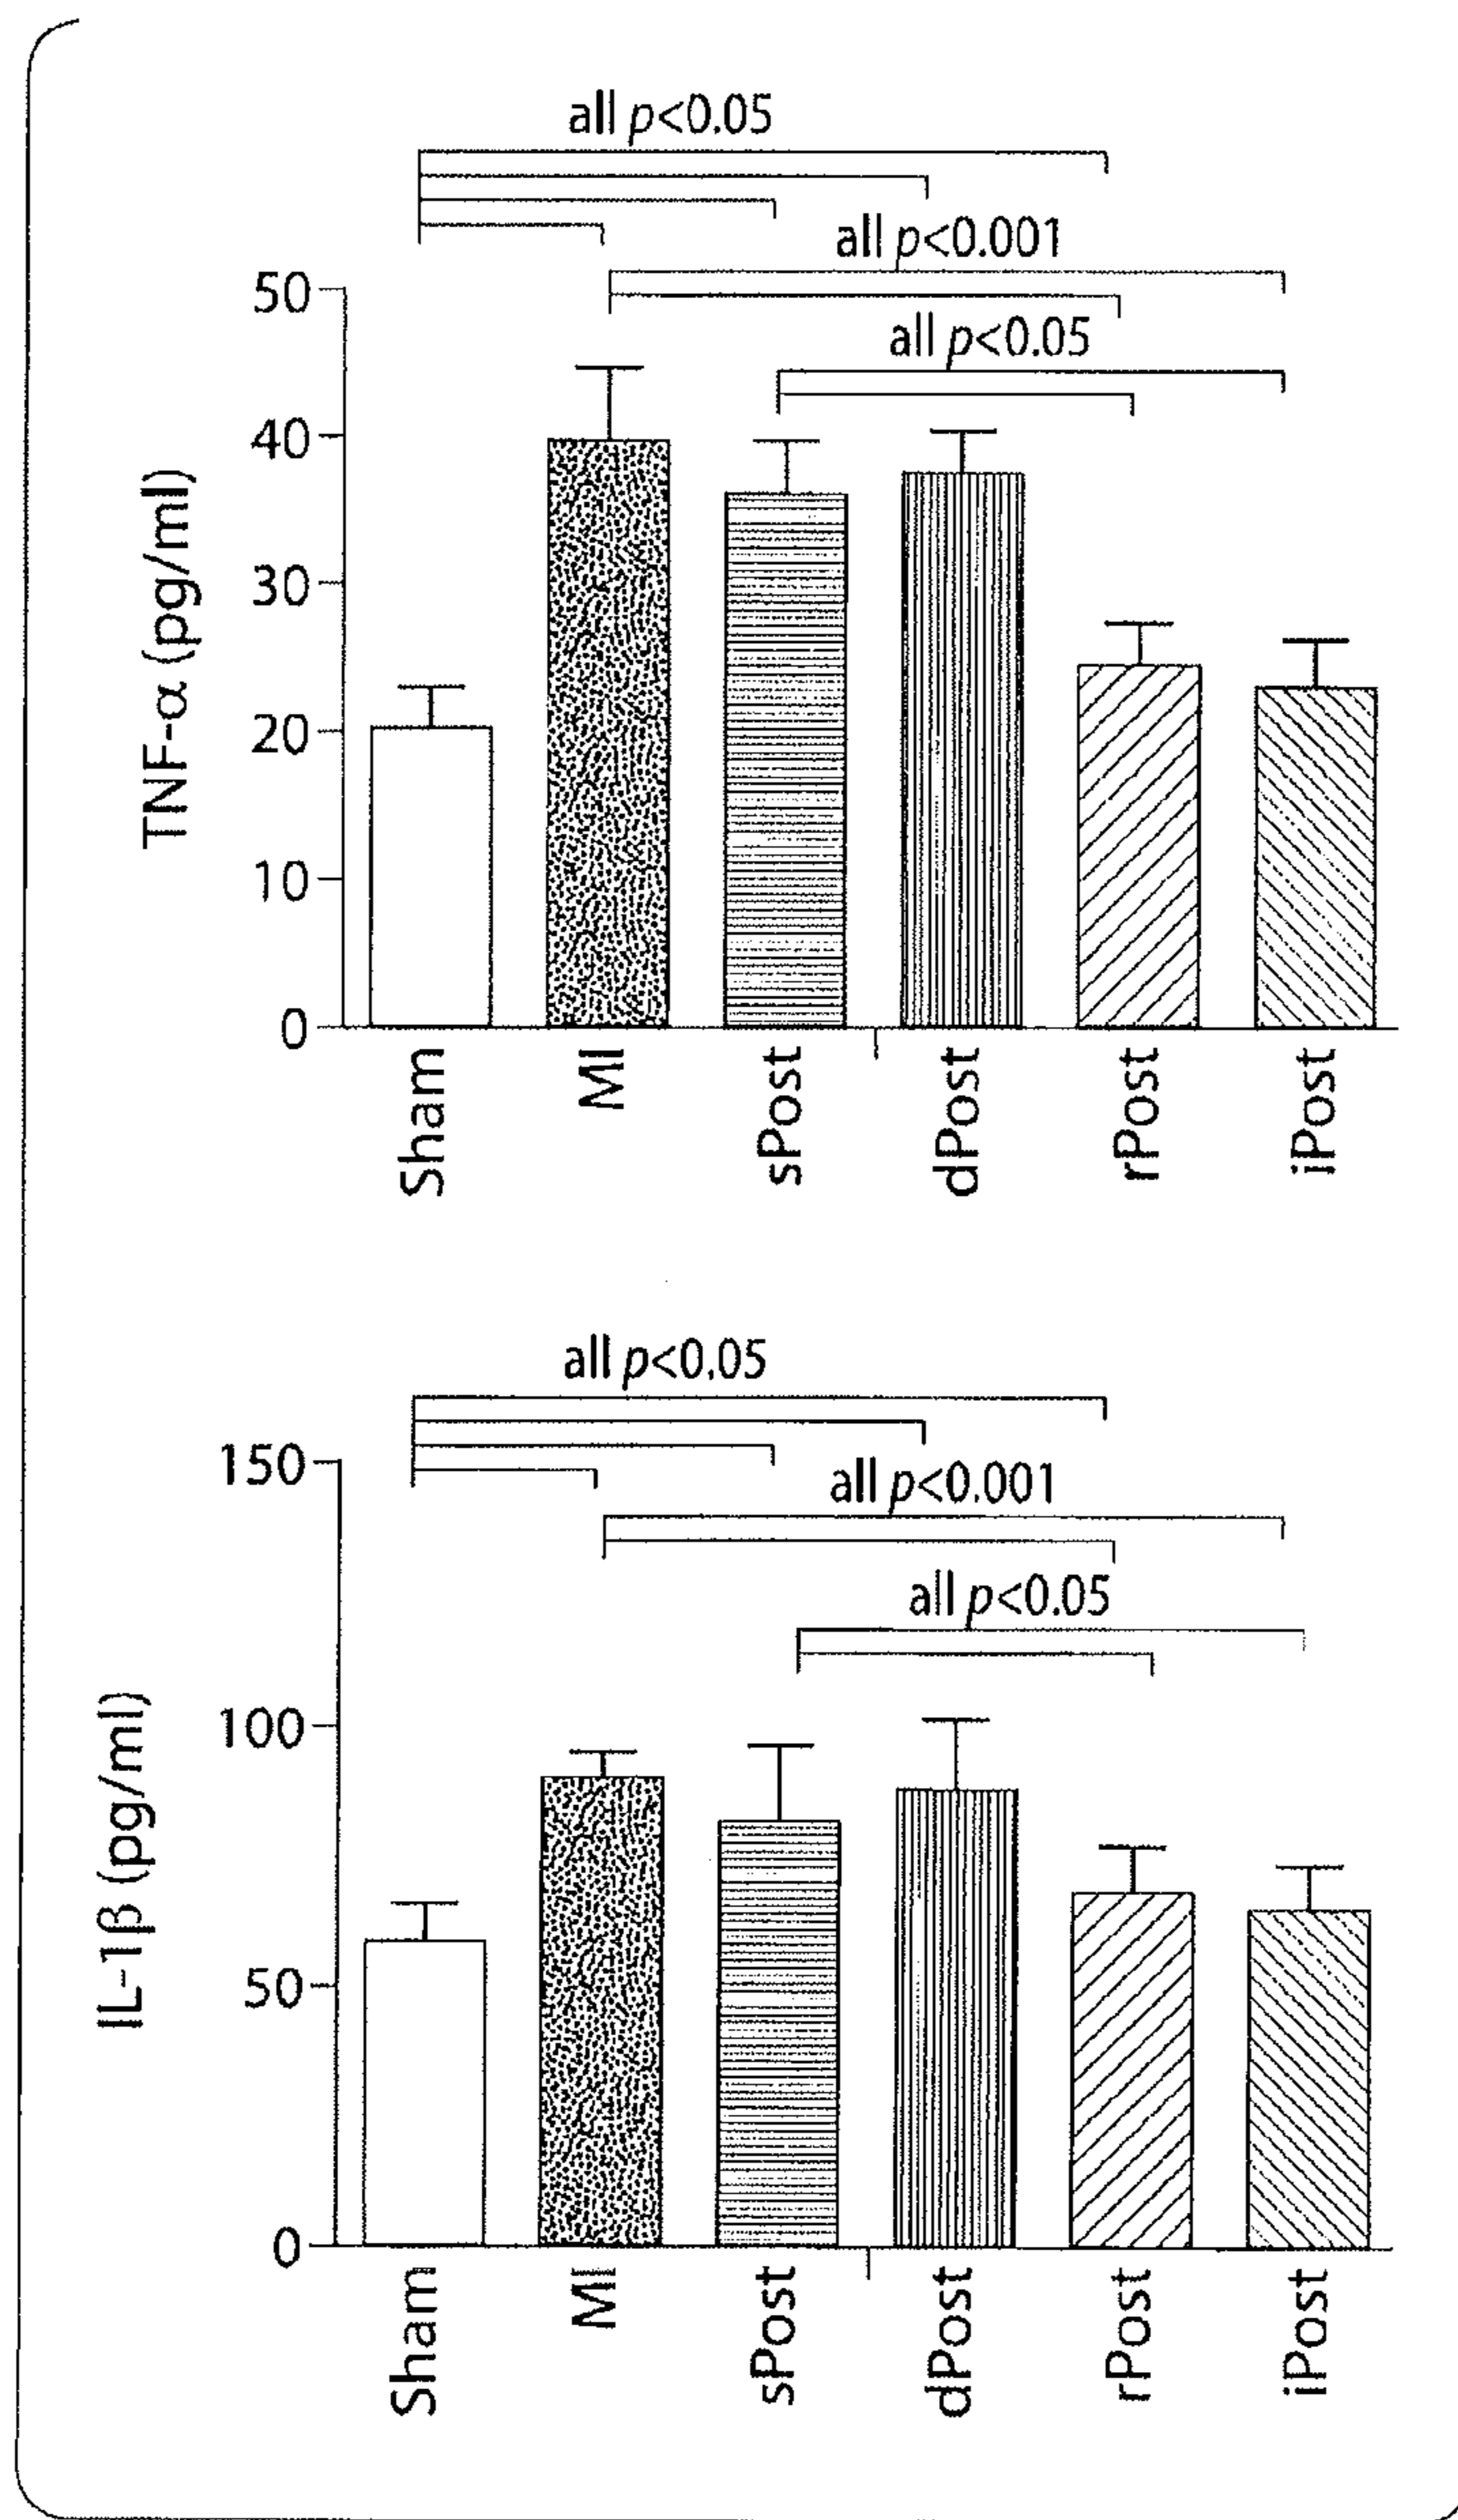 all p<0.05
all p<0.001
all p<0.05
50
40
30
20
10
0
TNF-α (pg/ml)
Sham
MI
sPost
dPost
rPost
iPost
all p<0.05
all p<0.001
all p<0.05
150
100
50
0
IL-1β (pg/ml)
Sham
MI
sPost
dPost
rPost
iPost